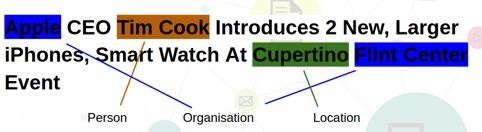 Apple CEO Tim Cook Introduces 2 New, Larger
iPhones, Smart Watch At Cupertino Flint Center
Event
Person Organisation Location